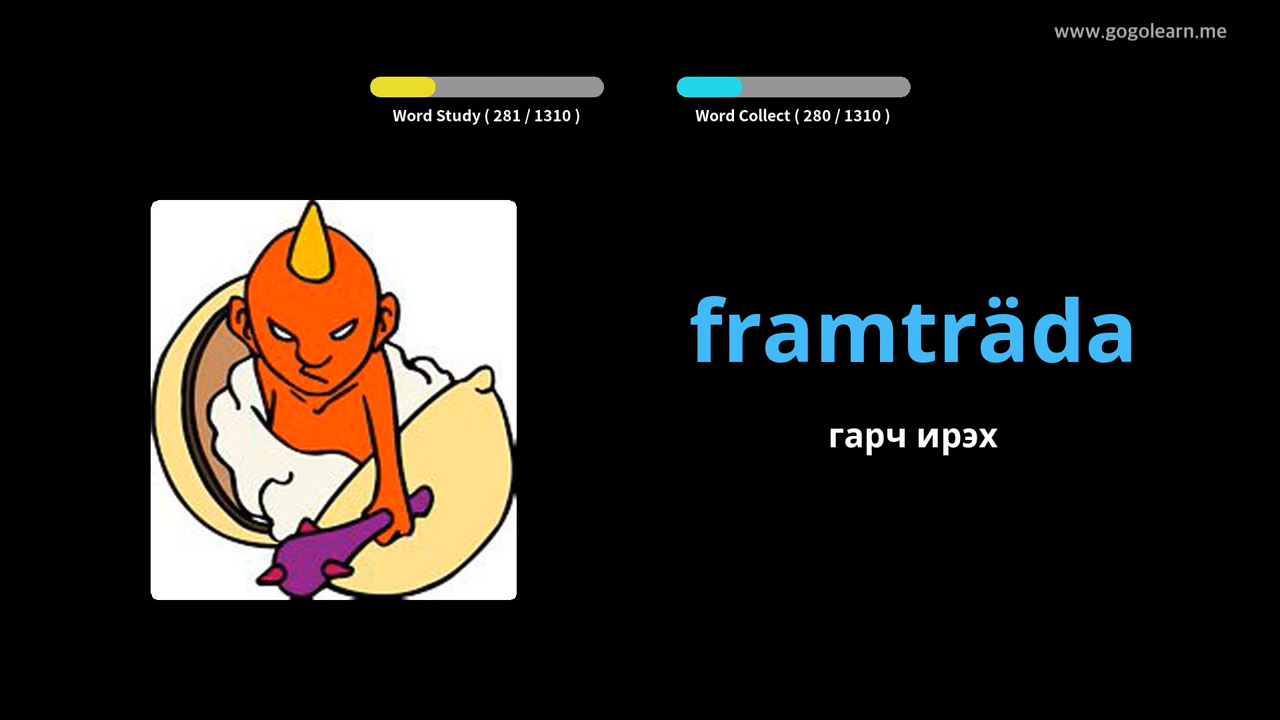 www.gogolearn.me
Word Study ( 281 / 1310 )
Word Collect ( 280 / 1310 )
framträda
гарч ирэх